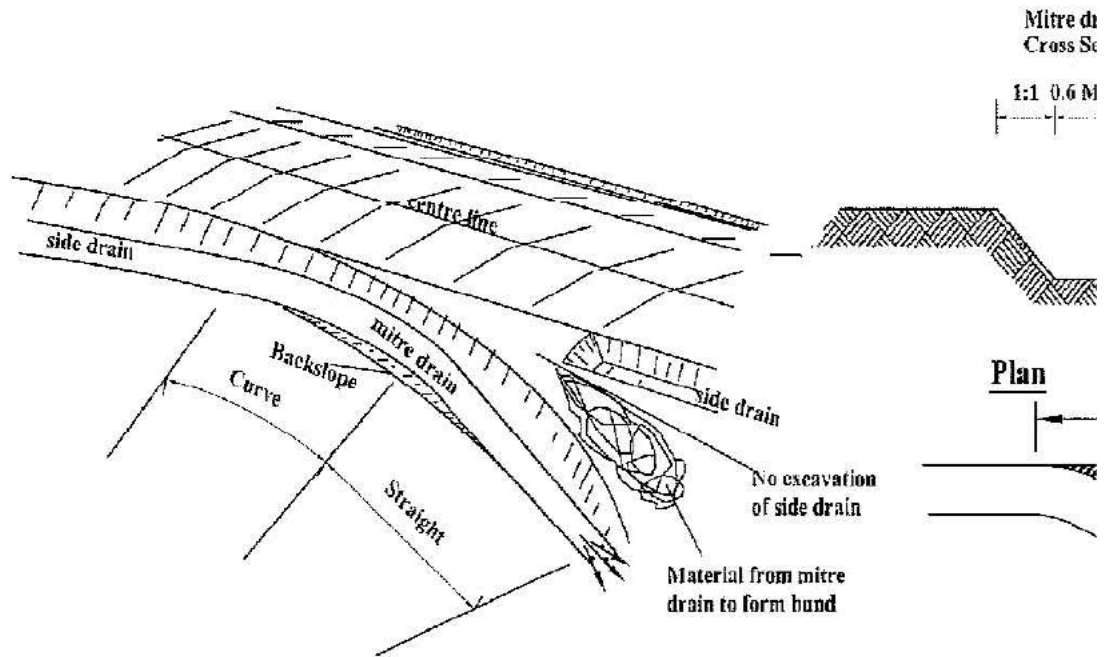 Mitre dr
Cross Se
1:1 0.6 M
centre line
side drain
mitre drain
Backslope
Curve
side drain
Plan
Straight
No excavation
of side drain
Material from mitre
drain to form bund